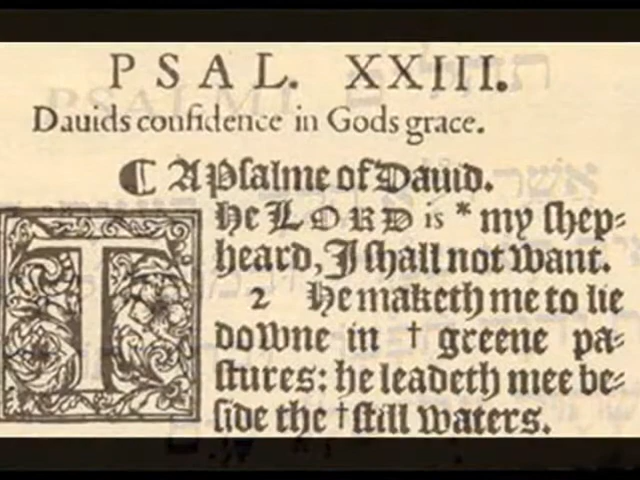 PSAL. XXIII.
Dauids confidence in Gods grace.
¶ A Psalme of Dauid.
THe LORD is * my shep-
heard, I shall not want.
2 He maketh me to lie
downe in † greene pa-
stures: he leadeth mee be-
side the † still waters.